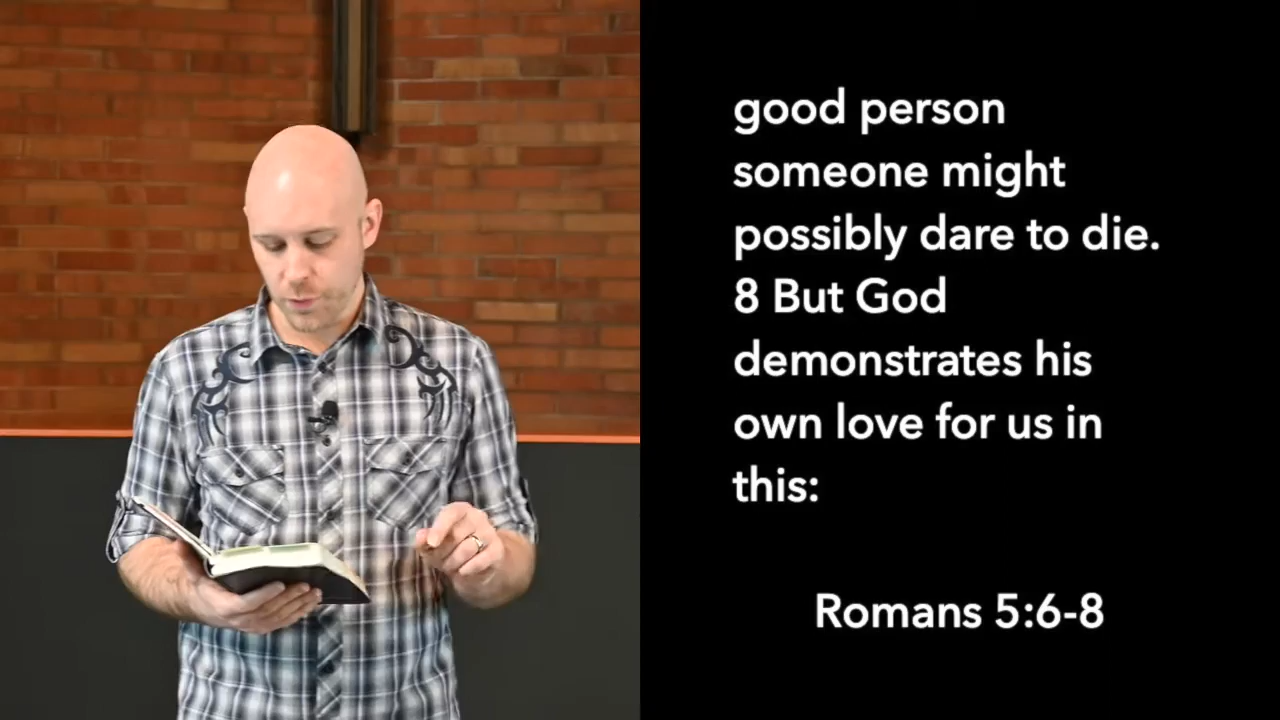 good person
someone might
possibly dare to die.
8 But God
demonstrates his
own love for us in
this:
Romans 5:6-8